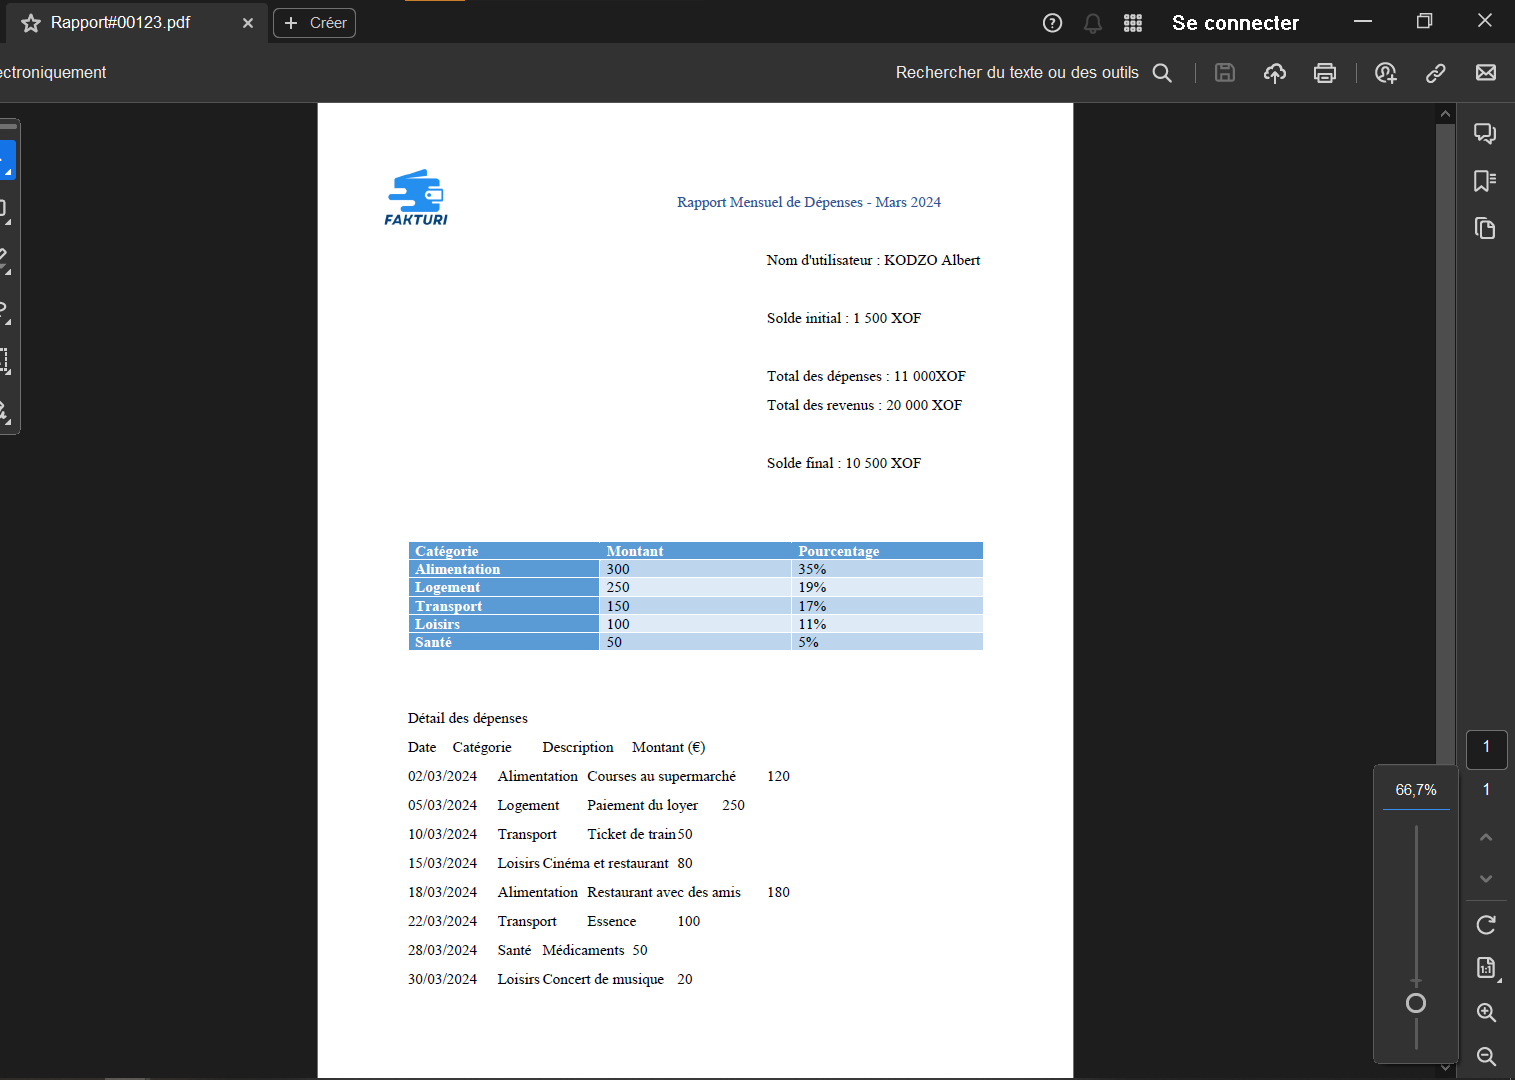 Rapport#00123.pdf
Créer
Se connecter
ectroniquement
Rechercher du texte ou des outils
FAKTURI
Rapport Mensuel de Dépenses - Mars 2024
Nom d'utilisateur : KODZO Albert
Solde initial : 1 500 XOF
Total des dépenses : 11 000XOF
Total des revenus : 20 000 XOF
Solde final : 10 500 XOF
Catégorie Montant Pourcentage
Alimentation 300 35%
Logement 250 19%
Transport 150 17%
Loisirs 100 11%
Santé 50 5%
Détail des dépenses
Date Catégorie Description Montant (€)
02/03/2024 Alimentation Courses au supermarché 120
05/03/2024 Logement Paiement du loyer 250
10/03/2024 Transport Ticket de train 50
15/03/2024 Loisirs Cinéma et restaurant 80
18/03/2024 Alimentation Restaurant avec des amis 180
22/03/2024 Transport Essence 100
28/03/2024 Santé Médicaments 50
30/03/2024 Loisirs Concert de musique 20
1
66,7%
1
1:1